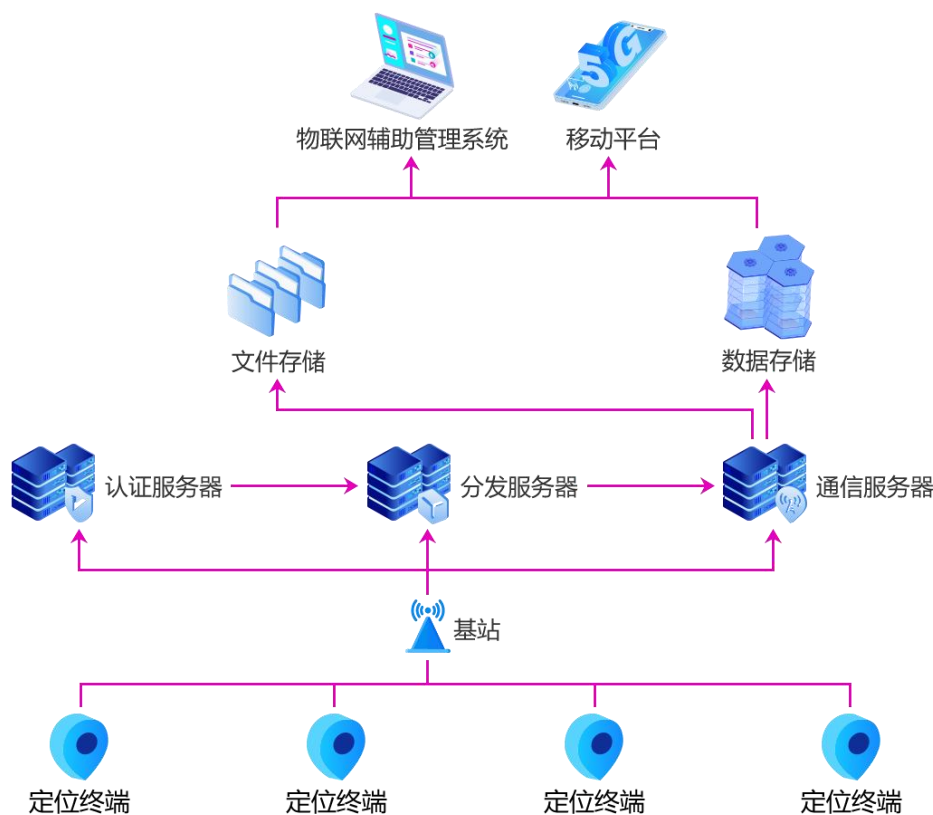 5G
物联网辅助管理系统
移动平台
文件存储
数据存储
认证服务器
分发服务器
通信服务器
基站
定位终端
定位终端
定位终端
定位终端